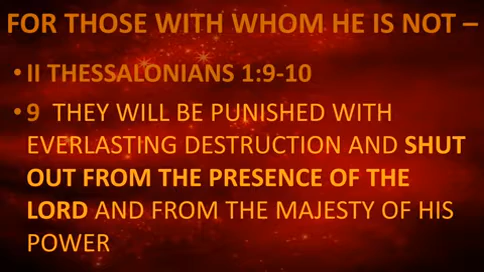 FOR THOSE WITH WHOM HE IS NOT –
• II THESSALONIANS 1:9-10
• 9  THEY WILL BE PUNISHED WITH
EVERLASTING DESTRUCTION AND SHUT
OUT FROM THE PRESENCE OF THE
LORD AND FROM THE MAJESTY OF HIS
POWER